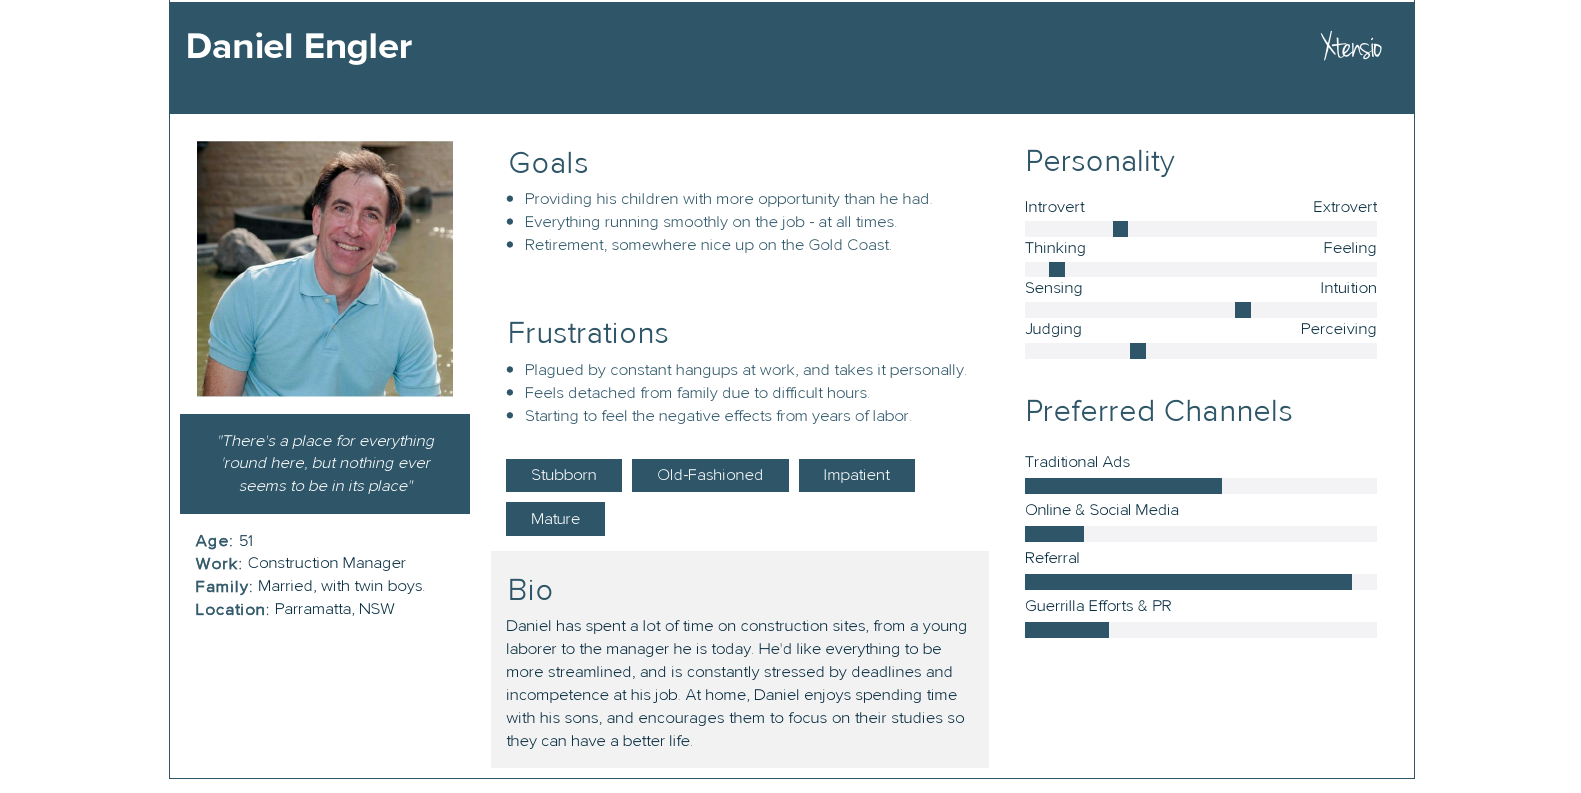 Daniel Engler
Xtensio
"There's a place for everything
'round here, but nothing ever
seems to be in its place"
Age: 51
Work: Construction Manager
Family: Married, with twin boys.
Location: Parramatta, NSW
Goals
• Providing his children with more opportunity than he had.
• Everything running smoothly on the job - at all times.
• Retirement, somewhere nice up on the Gold Coast.
Frustrations
• Plagued by constant hangups at work, and takes it personally.
• Feels detached from family due to difficult hours.
• Starting to feel the negative effects from years of labor.
Stubborn Old-Fashioned Impatient
Mature
Bio
Daniel has spent a lot of time on construction sites, from a young
laborer to the manager he is today. He'd like everything to be
more streamlined, and is constantly stressed by deadlines and
incompetence at his job. At home, Daniel enjoys spending time
with his sons, and encourages them to focus on their studies so
they can have a better life.
Personality
Introvert Extrovert
Thinking Feeling
Sensing Intuition
Judging Perceiving
Preferred Channels
Traditional Ads
Online & Social Media
Referral
Guerrilla Efforts & PR